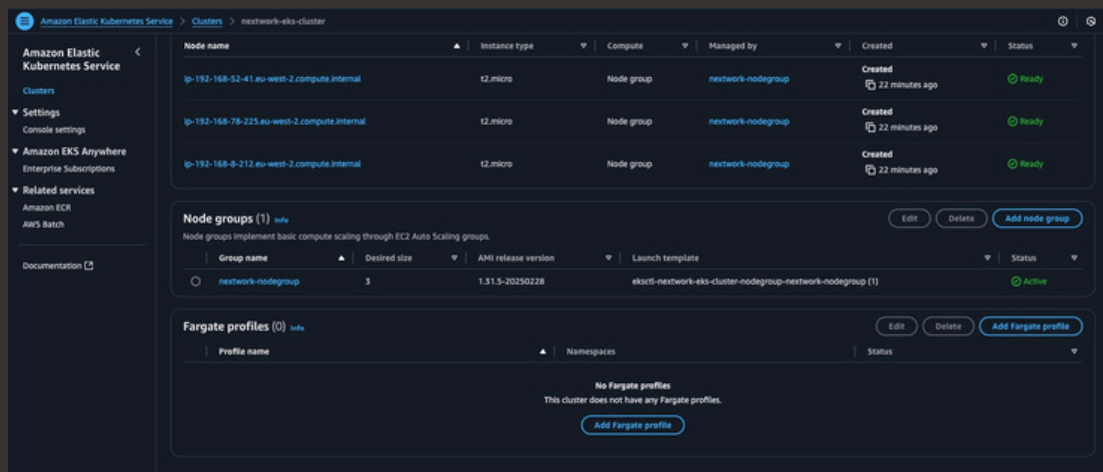 Amazon Elastic Kubernetes Service > Clusters > nextwork-eks-cluster
Amazon Elastic Kubernetes Service
Clusters
Settings
Console settings
Amazon EKS Anywhere
Enterprise Subscriptions
Related services
Amazon ECR
AWS Batch
Documentation
Node name Instance type Compute Managed by Created Status
ip-192-168-52-41.eu-west-2.compute.internal t2.micro Node group nextwork-nodegroup Created 22 minutes ago Ready
ip-192-168-78-225.eu-west-2.compute.internal t2.micro Node group nextwork-nodegroup Created 22 minutes ago Ready
ip-192-168-8-212.eu-west-2.compute.internal t2.micro Node group nextwork-nodegroup Created 22 minutes ago Ready
Node groups (1) Info Edit Delete Add node group
Node groups implement basic compute scaling through EC2 Auto Scaling groups.
Group name Desired size AMI release version Launch template Status
nextwork-nodegroup 3 1.31.5-20250228 eksctl-nextwork-eks-cluster-nodegroup-nextwork-nodegroup (1) Active
Fargate profiles (0) Info Edit Delete Add Fargate profile
Profile name Namespaces Status
No Fargate profiles
This cluster does not have any Fargate profiles.
Add Fargate profile